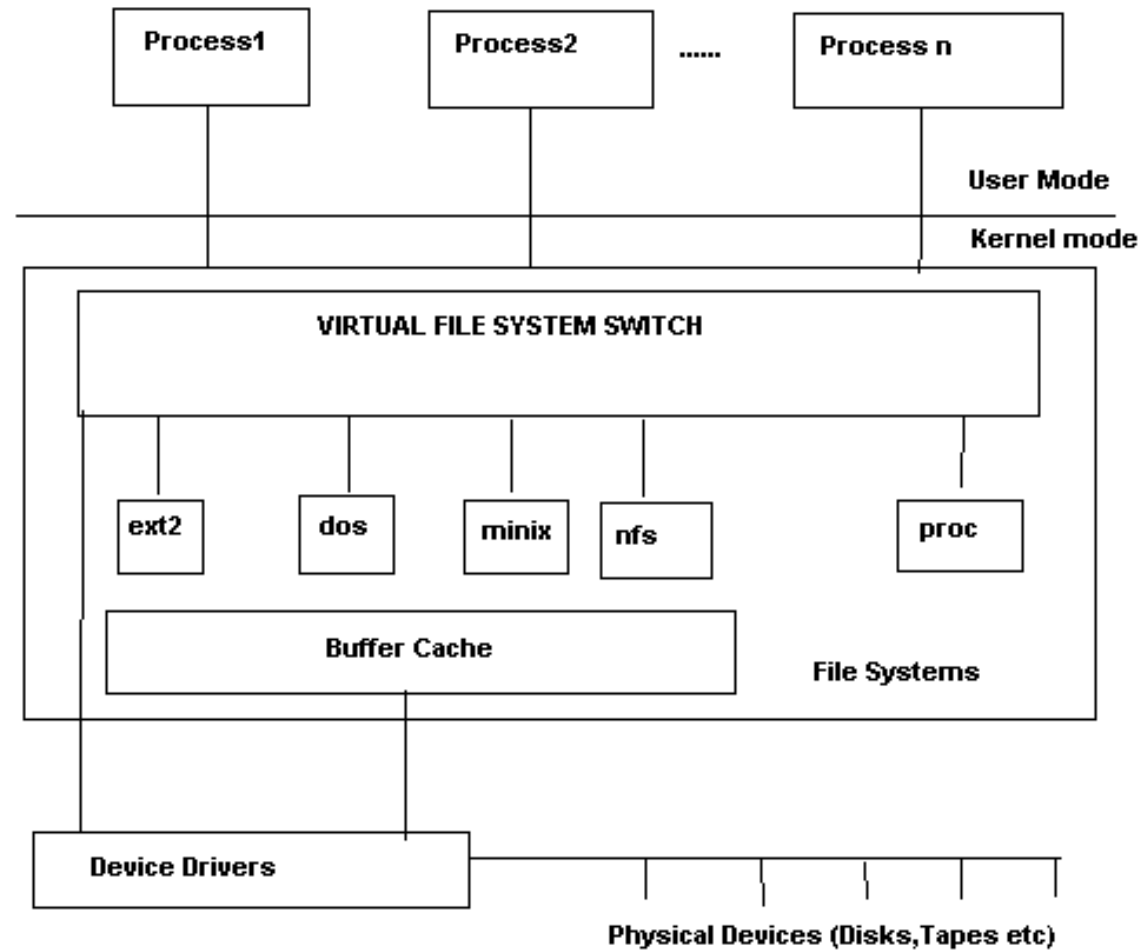 Process1
Process2
......
Process n
User Mode
Kernel mode
VIRTUAL FILE SYSTEM SWITCH
ext2
dos
minix
nfs
proc
Buffer Cache
File Systems
Device Drivers
Physical Devices (Disks,Tapes etc)